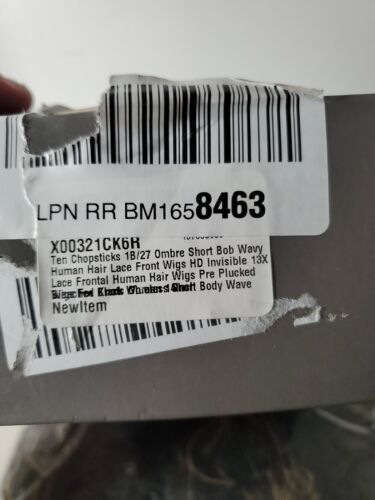 LPN RR BM1658463
X00321CK6R
Ten Chopsticks 1B/27 Ombre Short Bob Wavy
Human Hair Lace Front Wigs HD Invisible 13X
Lace Frontal Human Hair Wigs Pre Plucked
Short Body Wave
NewItem